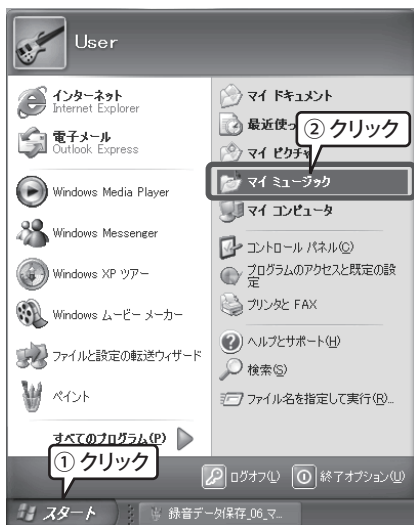 User
インターネット
Internet Explorer
電子メール
Outlook Express
Windows Media Player
Windows Messenger
Windows XP ツアー
Windows ムービー メーカー
ファイルと設定の転送ウィザード
ペイント
すべてのプログラム(P)
① クリック
マイ ドキュメント
最近使っ
② クリック
マイ ピクチャ
マイ ミュージック
マイ コンピュータ
コントロール パネル(C)
プログラムのアクセスと既定の設
定
プリンタと FAX
ヘルプとサポート(H)
検索(S)
ファイル名を指定して実行(R)...
ログオフ(L)
終了オプション(U)
スタート
録音データ保存_06_マ...